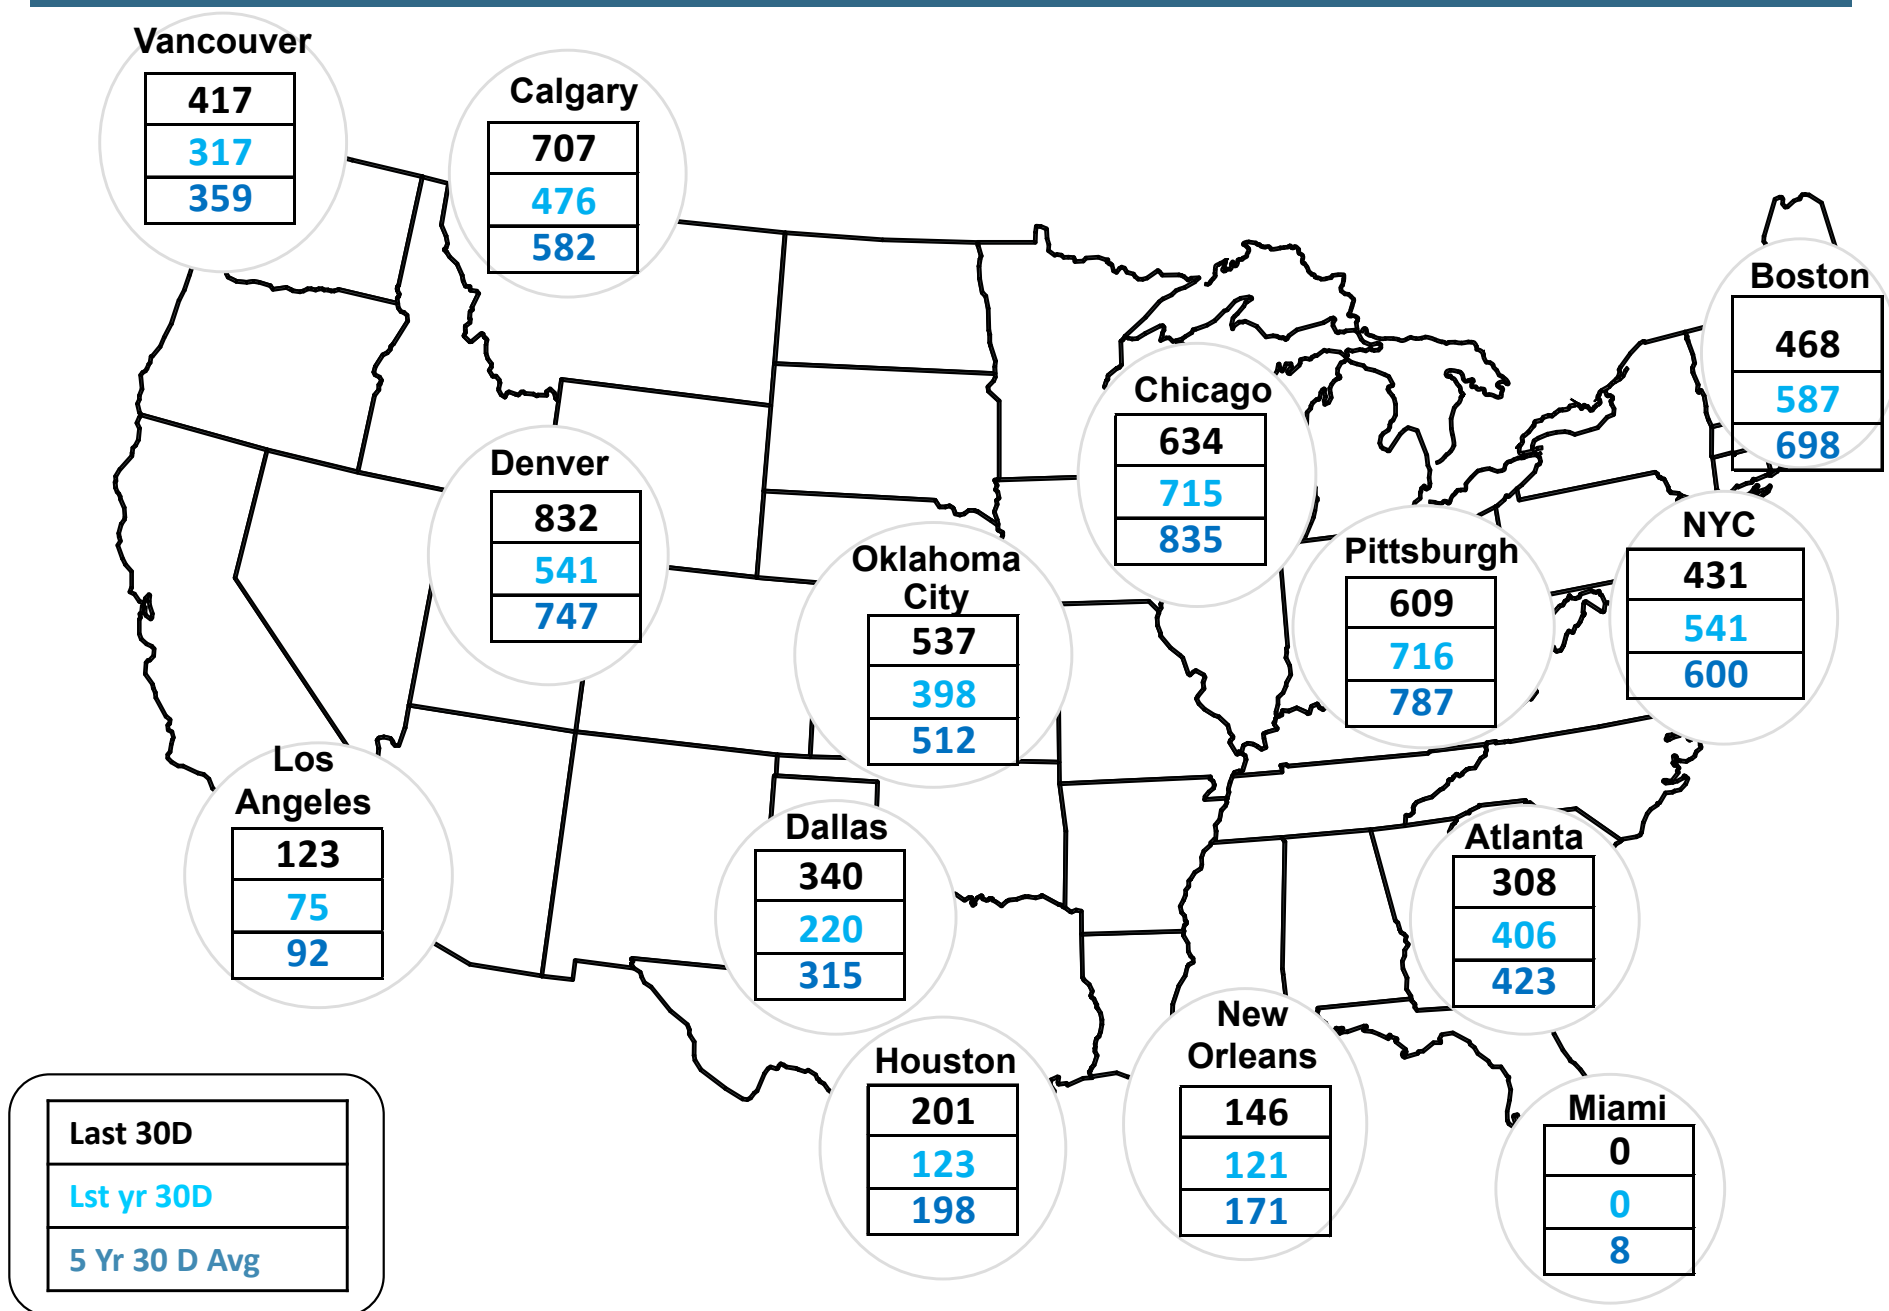 Vancouver
417
317
359
Calgary
707
476
582
Boston
468
587
698
Chicago
634
715
835
Denver
832
541
747
Oklahoma
City
537
398
512
Pittsburgh
609
716
787
NYC
431
541
600
Los
Angeles
123
75
92
Dallas
340
220
315
Atlanta
308
406
423
Houston
201
123
198
New
Orleans
146
121
171
Miami
0
0
8
Last 30D
Lst yr 30D
5 Yr 30 D Avg